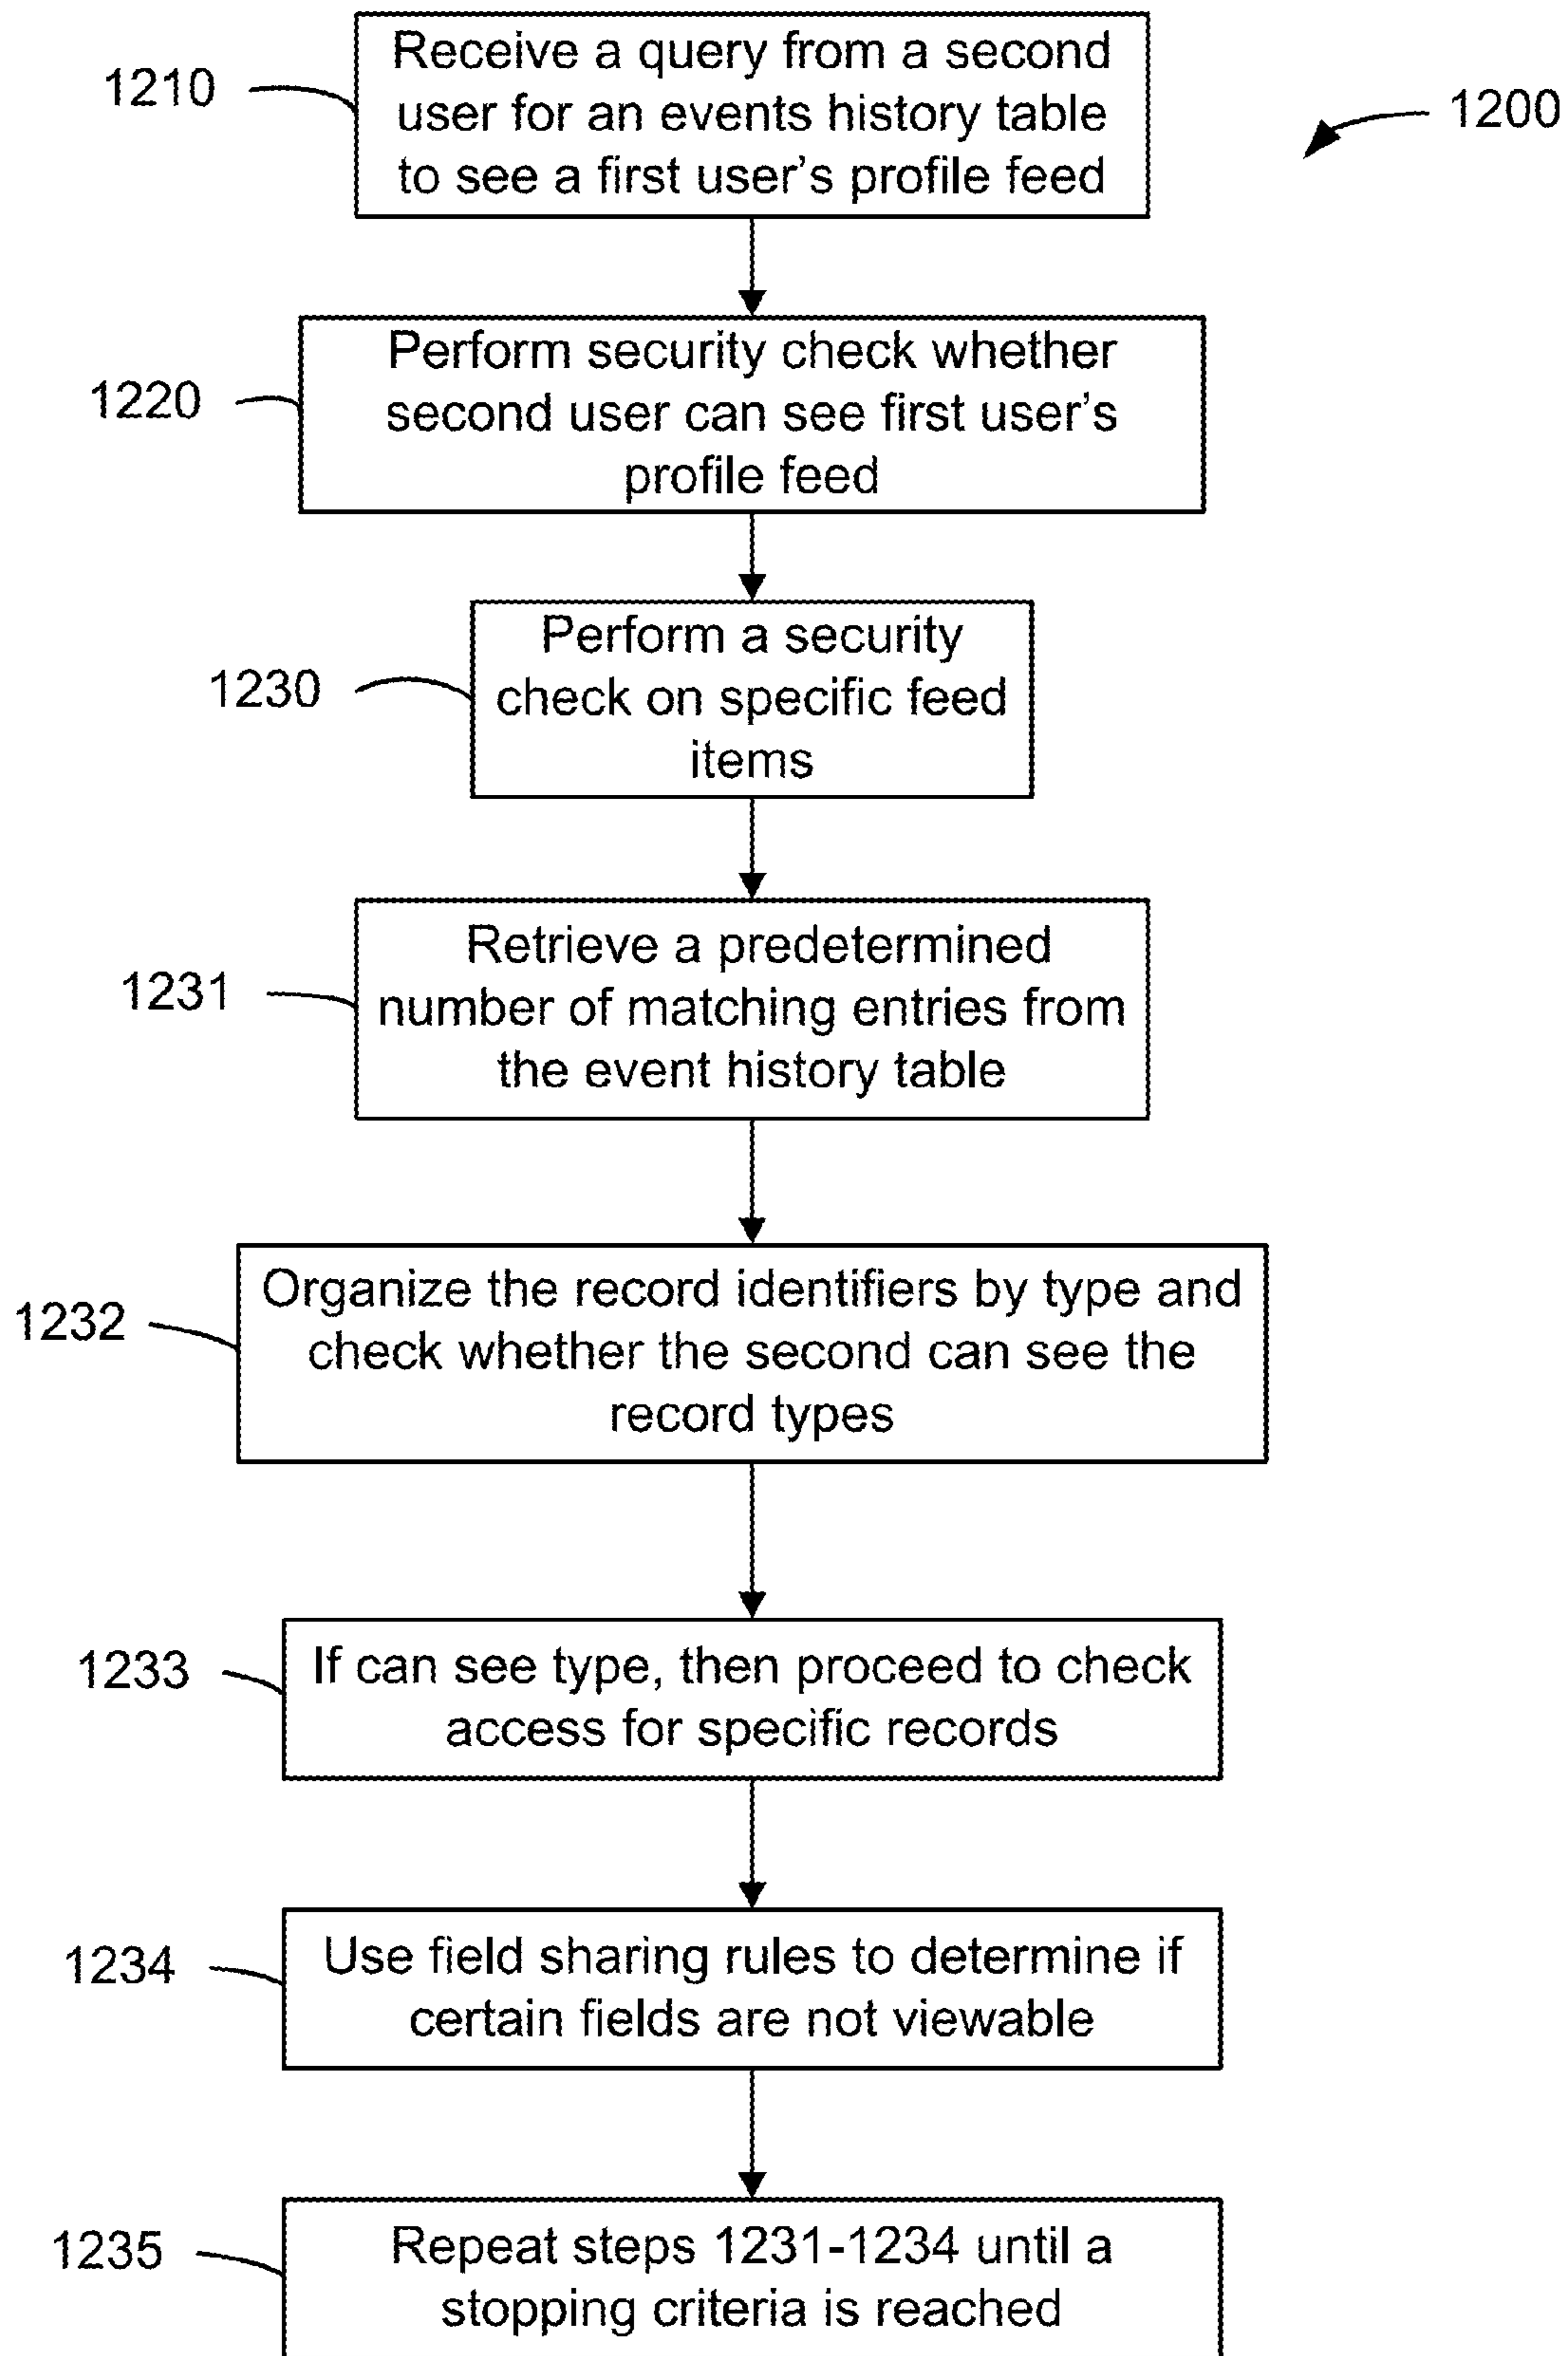 Receive a query from a second
user for an events history table
to see a first user's profile feed
1210
1200
Perform security check whether
second user can see first user's
profile feed
1220
Perform a security
check on specific feed
items
1230
Retrieve a predetermined
number of matching entries from
the event history table
1231
Organize the record identifiers by type and
check whether the second can see the
record types
1232
If can see type, then proceed to check
access for specific records
1233
Use field sharing rules to determine if
certain fields are not viewable
1234
Repeat steps 1231-1234 until a
stopping criteria is reached
1235